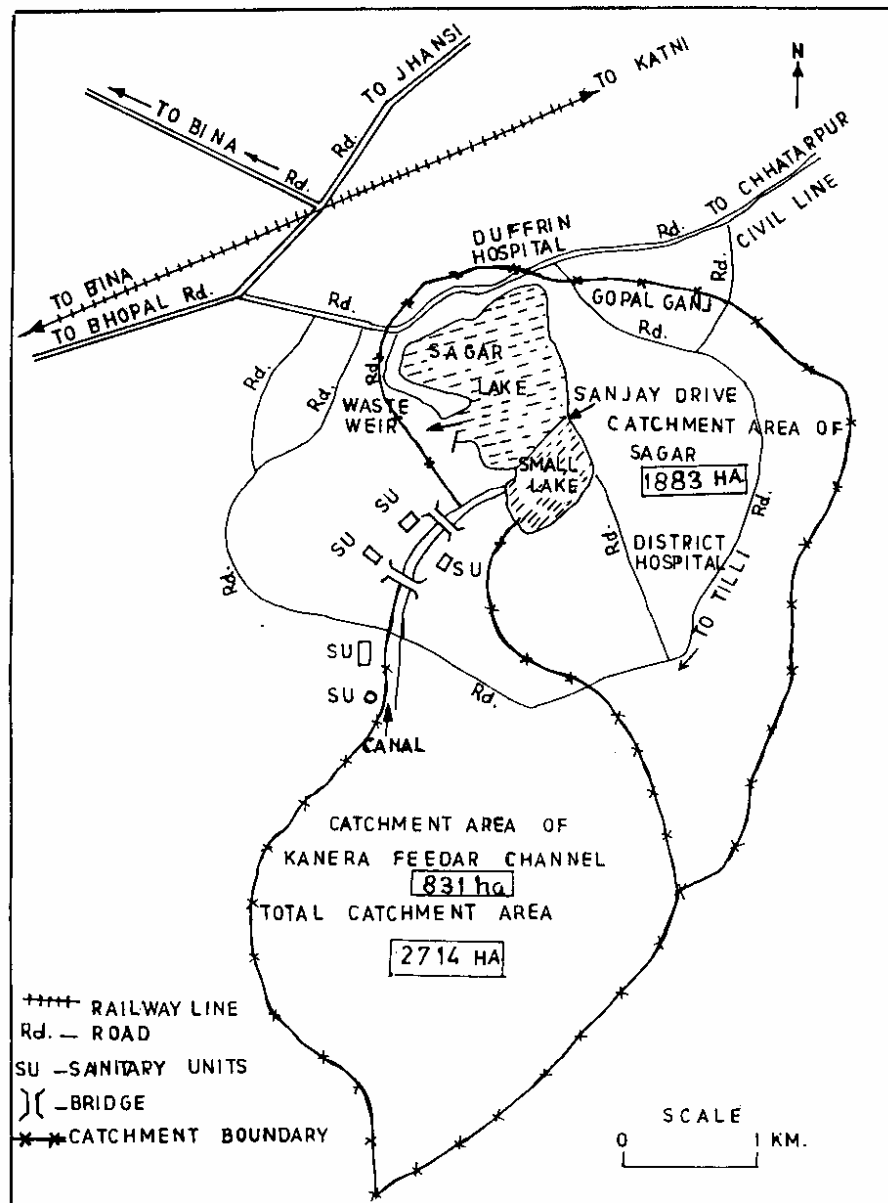 N
TO JHANSI
TO KATNI
TO BINA
Rd.
Rd.
TO CHHATARPUR
CIVIL LINE
Rd.
DUFFRIN
HOSPITAL
Rd.
TO BINA
TO BHOPAL Rd.
Rd.
GOPAL GANJ
Rd.
Rd.
Rd.
Rd.
SAGAR
LAKE
WASTE
WEIR
SANJAY DRIVE
CATCHMENT AREA OF
SAGAR
1883 HA
SMALL
LAKE
SU
SU
SU
Rd.
Rd.
DISTRICT
HOSPITAL
TO TILLI
Rd.
SU
SU
Rd.
CANAL
CATCHMENT AREA OF
KANERA FEEDAR CHANNEL
831 ha
TOTAL CATCHMENT AREA
2714 HA
RAILWAY LINE
Rd. — ROAD
SU — SANITARY UNITS
— BRIDGE
CATCHMENT BOUNDARY
SCALE
0 1 KM.